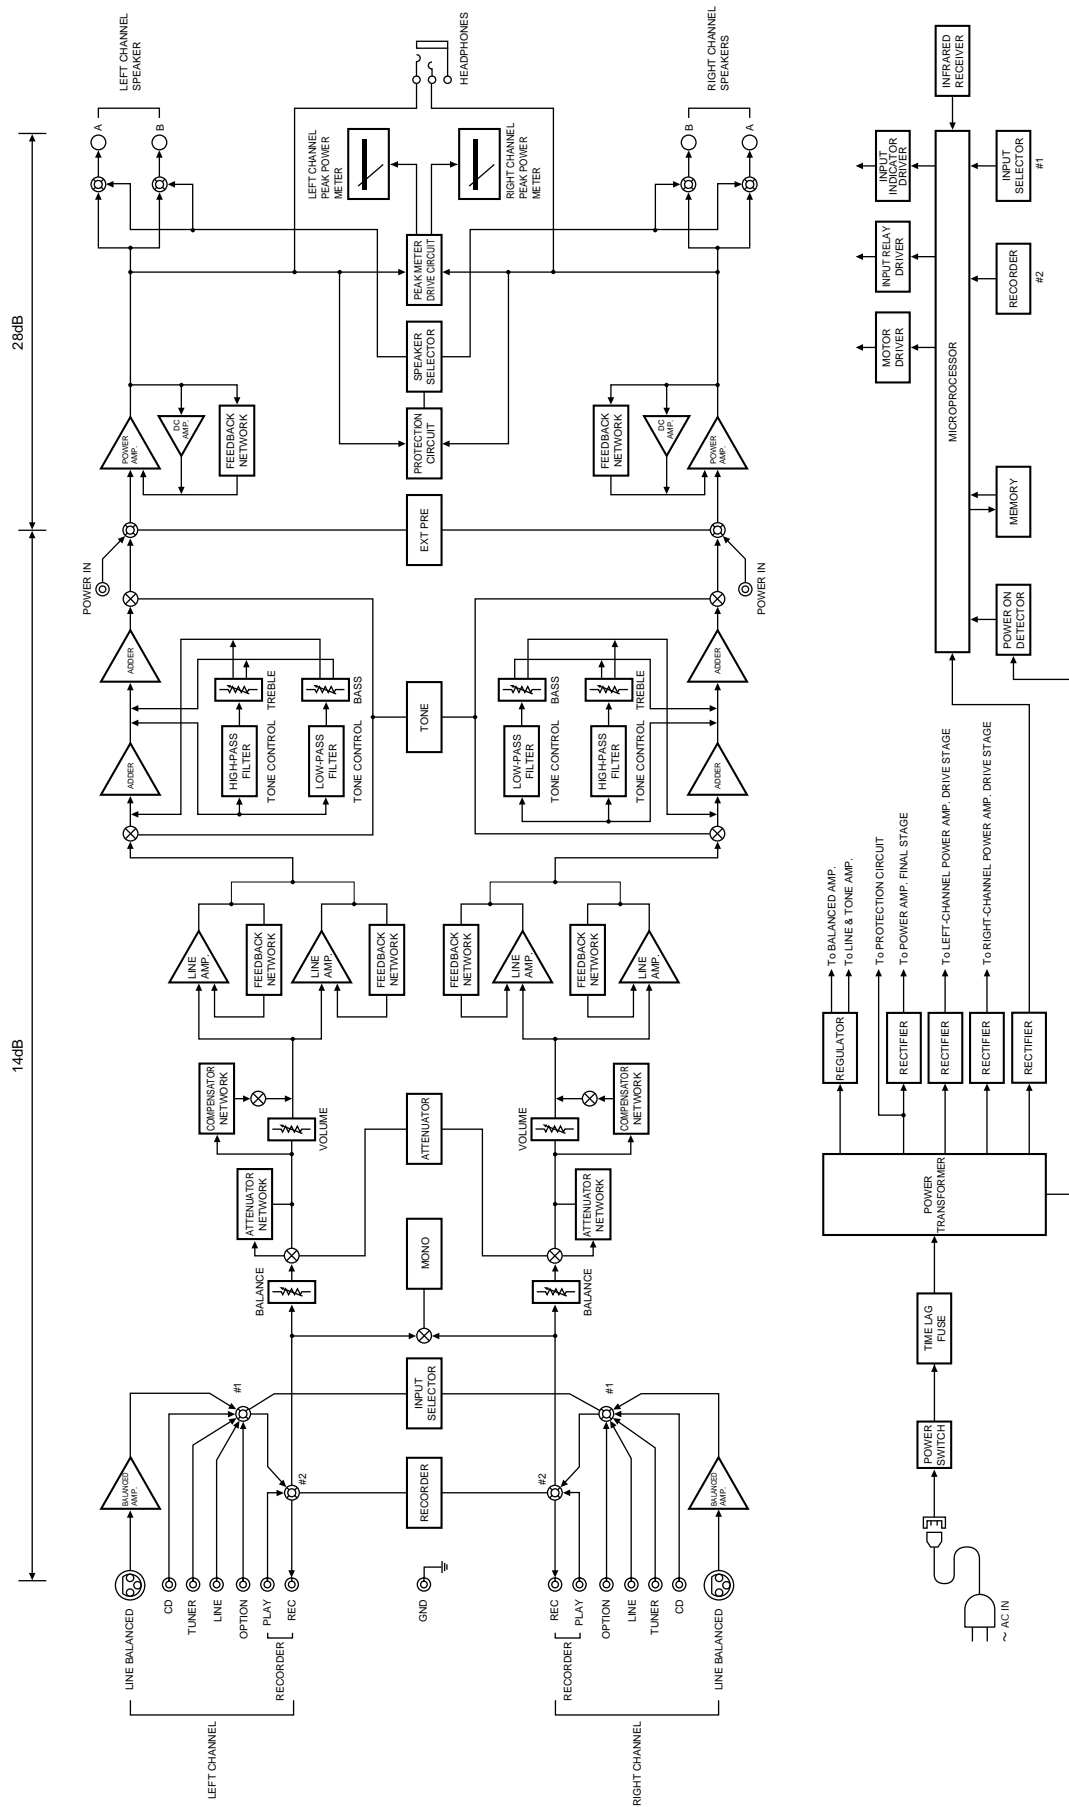 14dB
28dB
LEFT CHANNEL
LINE BALANCED
CD
TUNER
LINE
OPTION
PLAY
REC
RECORDER
BALANCED
AMP.
#1
#2
BALANCE
ATTENUATOR
NETWORK
COMPENSATOR
NETWORK
VOLUME
LINE
AMP.
FEEDBACK
NETWORK
LINE
AMP.
FEEDBACK
NETWORK
ADDER
HIGH-PASS
FILTER
TONE CONTROL
TREBLE
LOW-PASS
FILTER
TONE CONTROL
BASS
ADDER
POWER IN
POWER
AMP.
DC
AMP.
FEEDBACK
NETWORK
A
B
LEFT CHANNEL
SPEAKER
GND
RECORDER
INPUT
SELECTOR
MONO
ATTENUATOR
TONE
EXT PRE
PROTECTION
CIRCUIT
SPEAKER
SELECTOR
PEAK METER
DRIVE CIRCUIT
LEFT CHANNEL
PEAK POWER
METER
RIGHT CHANNEL
PEAK POWER
METER
HEADPHONES
RIGHT CHANNEL
RECORDER
REC
PLAY
OPTION
LINE
TUNER
CD
LINE BALANCED
BALANCED
AMP.
#2
#1
BALANCE
ATTENUATOR
NETWORK
VOLUME
COMPENSATOR
NETWORK
FEEDBACK
NETWORK
LINE
AMP.
FEEDBACK
NETWORK
LINE
AMP.
LOW-PASS
FILTER
TONE CONTROL
BASS
HIGH-PASS
FILTER
TONE CONTROL
TREBLE
ADDER
ADDER
POWER IN
FEEDBACK
NETWORK
DC
AMP.
POWER
AMP.
B
A
RIGHT CHANNEL
SPEAKERS
~ AC IN
POWER
SWITCH
TIME LAG
FUSE
POWER
TRANSFORMER
REGULATOR
RECTIFIER
RECTIFIER
RECTIFIER
RECTIFIER
To BALANCED AMP.
To LINE & TONE AMP.
To PROTECTION CIRCUIT
To POWER AMP. FINAL STAGE
To LEFT-CHANNEL POWER AMP. DRIVE STAGE
To RIGHT-CHANNEL POWER AMP. DRIVE STAGE
POWER ON
DETECTOR
MEMORY
MICROPROCESSOR
MOTOR
DRIVER
INPUT RELAY
DRIVER
INPUT
INDICATOR
DRIVER
RECORDER
#2
INPUT
SELECTOR
#1
INFRARED
RECEIVER